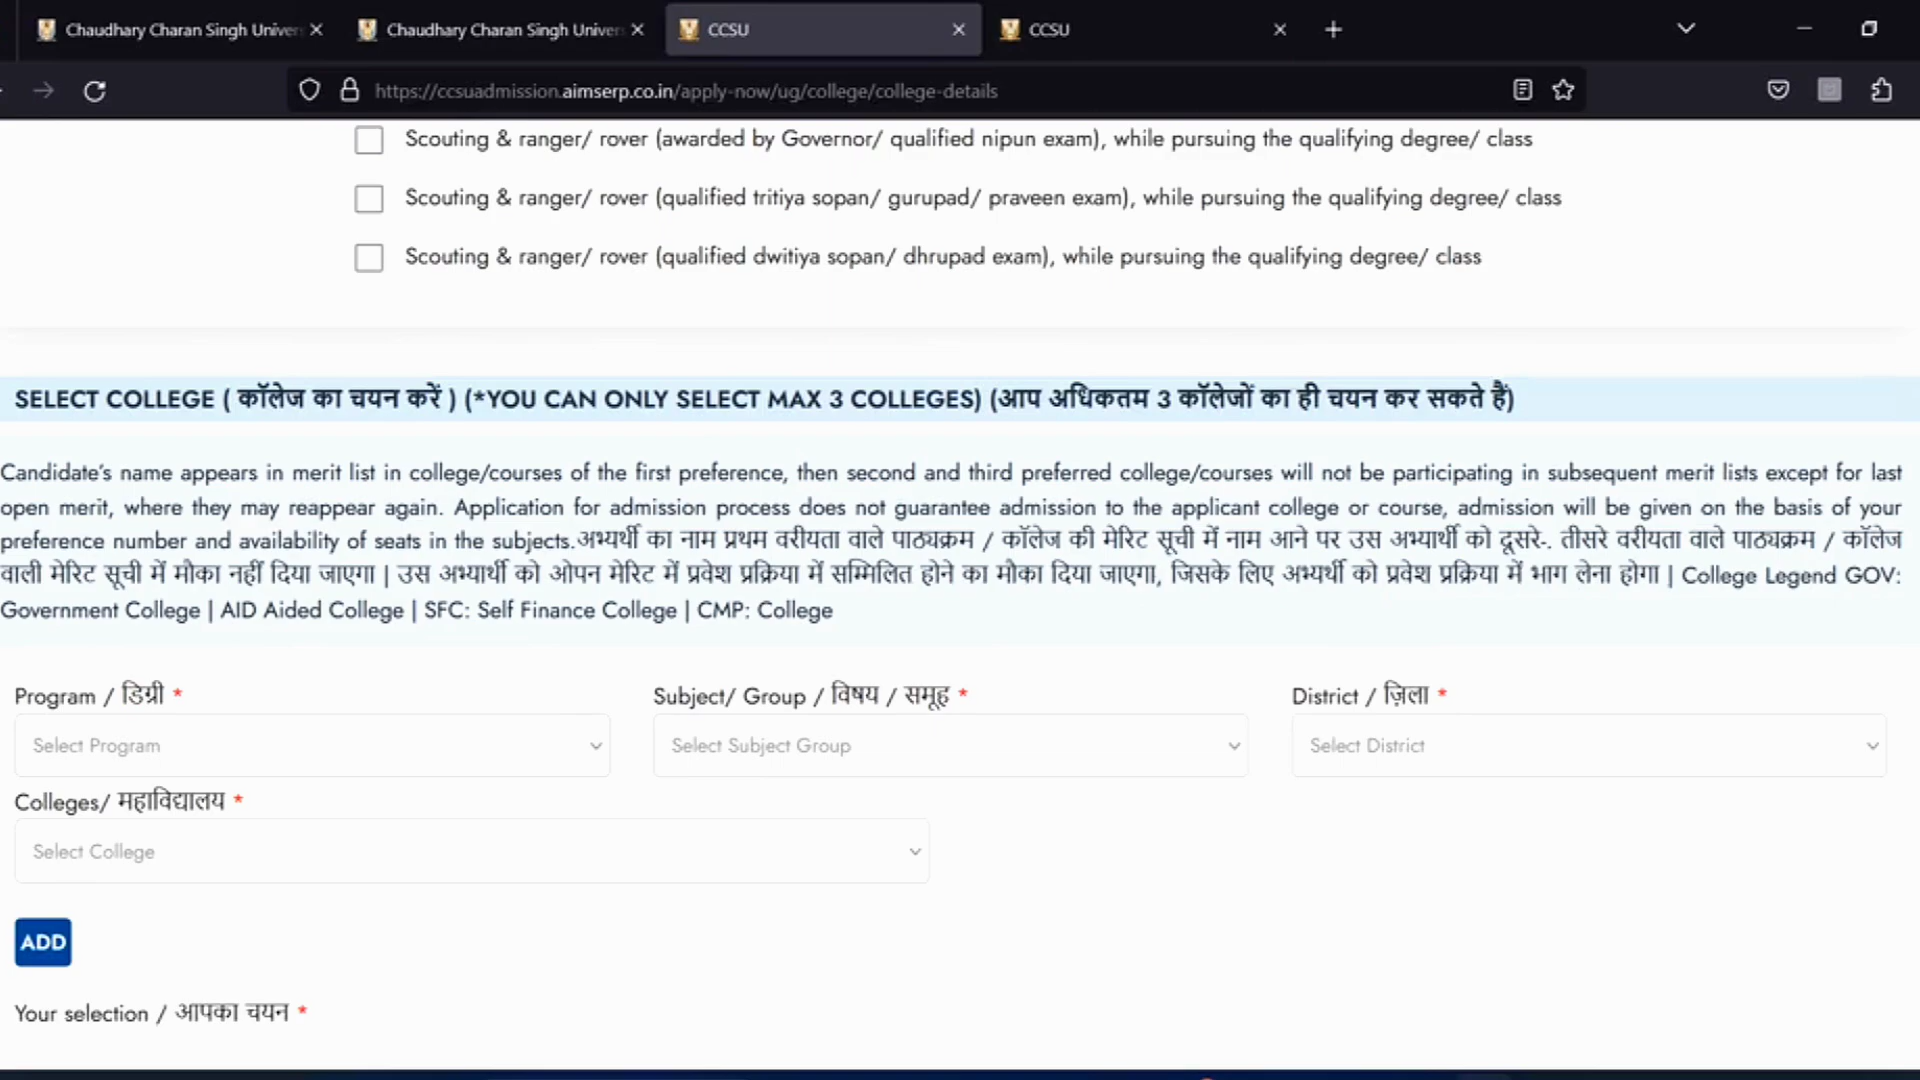 Chaudhary Charan Singh Univer
Chaudhary Charan Singh Univer
CCSU
CCSU
https://ccsuadmission.aimserp.co.in/apply-now/ug/college/college-details
Scouting & ranger/ rover (awarded by Governor/ qualified nipun exam), while pursuing the qualifying degree/ class
Scouting & ranger/ rover (qualified tritiya sopan/ gurupad/ praveen exam), while pursuing the qualifying degree/ class
Scouting & ranger/ rover (qualified dwitiya sopan/ dhrupad exam), while pursuing the qualifying degree/ class
SELECT COLLEGE ( कॉलेज का चयन करें ) (*YOU CAN ONLY SELECT MAX 3 COLLEGES) (आप अधिकतम 3 कॉलेजों का ही चयन कर सकते हैं)
Candidate's name appears in merit list in college/courses of the first preference, then second and third preferred college/courses will not be participating in subsequent merit lists except for last
open merit, where they may reappear again. Application for admission process does not guarantee admission to the applicant college or course, admission will be given on the basis of your
preference number and availability of seats in the subjects.अभ्यर्थी का नाम प्रथम वरीयता वाले पाठ्यक्रम / कॉलेज की मेरिट सूची में नाम आने पर उस अभ्यार्थी को दूसरे-. तीसरे वरीयता वाले पाठ्यक्रम / कॉलेज
वाली मेरिट सूची में मौका नहीं दिया जाएगा | उस अभ्यार्थी को ओपन मेरिट में प्रवेश प्रक्रिया में सम्मिलित होने का मौका दिया जाएगा, जिसके लिए अभ्यर्थी को प्रवेश प्रक्रिया में भाग लेना होगा | College Legend GOV:
Government College | AID Aided College | SFC: Self Finance College | CMP: College
Program / डिग्री *
Subject/ Group / विषय / समूह *
District / ज़िला *
Select Program
Select Subject Group
Select District
Colleges/ महाविद्यालय *
Select College
ADD
Your selection / आपका चयन *